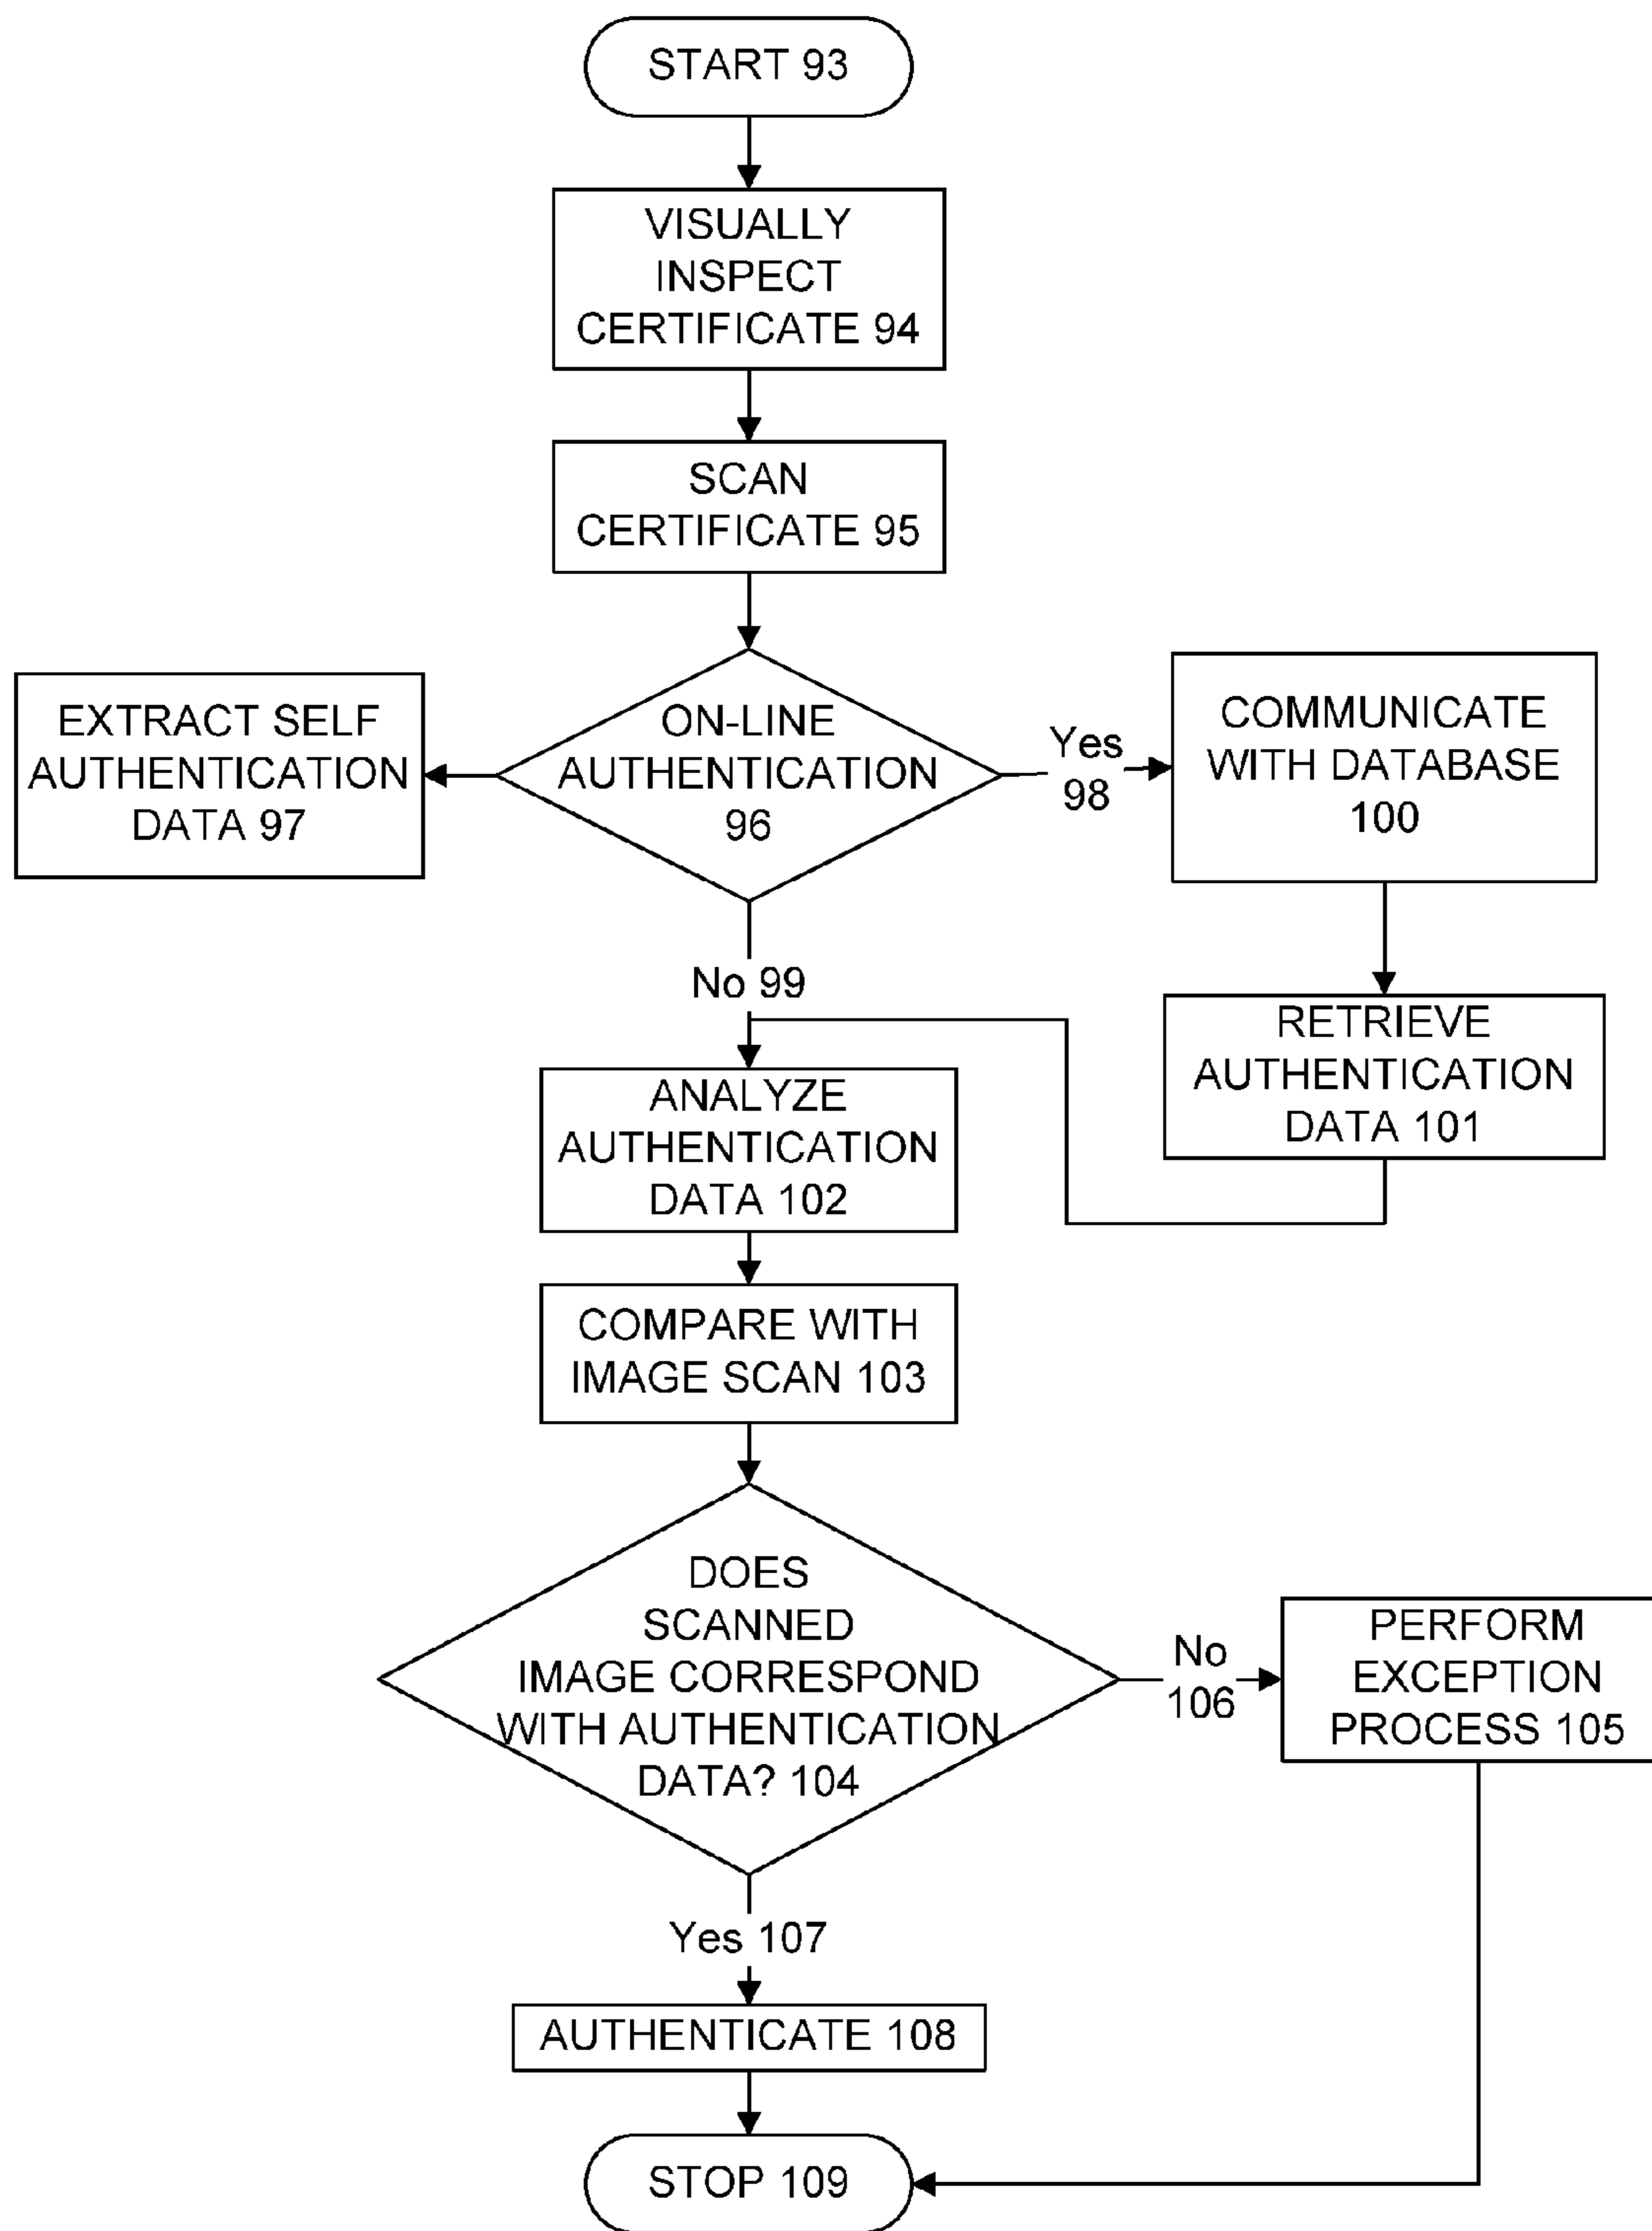 START 93
VISUALLY
INSPECT
CERTIFICATE 94
SCAN
CERTIFICATE 95
EXTRACT SELF
AUTHENTICATION
DATA 97
ON-LINE
AUTHENTICATION
96
Yes
98
COMMUNICATE
WITH DATABASE
100
No 99
RETRIEVE
AUTHENTICATION
DATA 101
ANALYZE
AUTHENTICATION
DATA 102
COMPARE WITH
IMAGE SCAN 103
DOES
SCANNED
IMAGE CORRESPOND
WITH AUTHENTICATION
DATA? 104
No
106
PERFORM
EXCEPTION
PROCESS 105
Yes 107
AUTHENTICATE 108
STOP 109